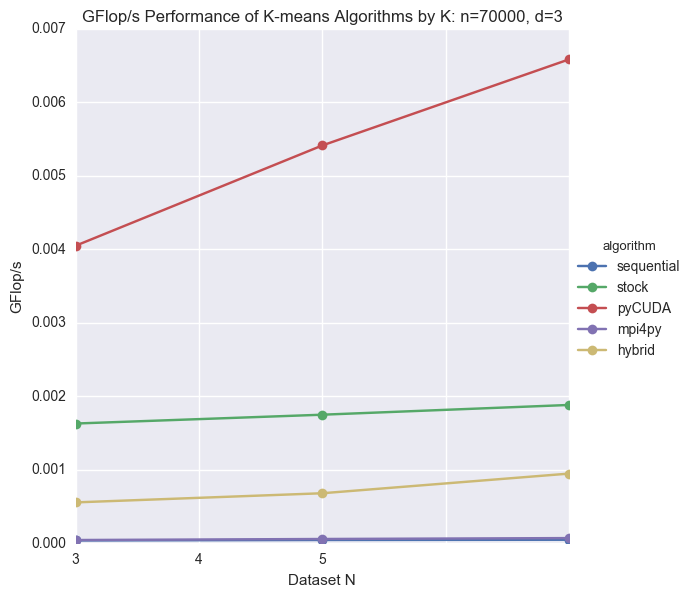 GFlop/s Performance of K-means Algorithms by K: n=70000, d=3
0.007
0.006
0.005
0.004
0.003
0.002
0.001
0.000
GFlop/s
3 4 5
Dataset N
algorithm
sequential
stock
pyCUDA
mpi4py
hybrid